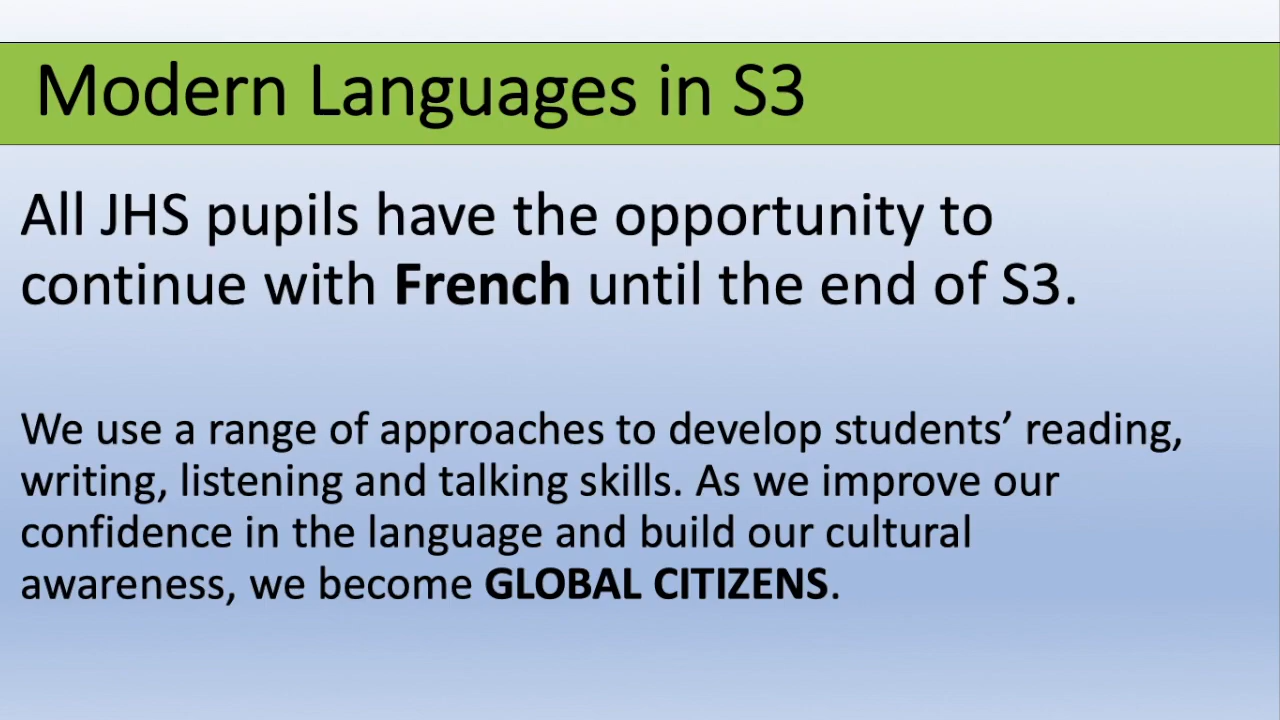 Modern Languages in S3
All JHS pupils have the opportunity to
continue with French until the end of S3.
We use a range of approaches to develop students’ reading,
writing, listening and talking skills. As we improve our
confidence in the language and build our cultural
awareness, we become GLOBAL CITIZENS.